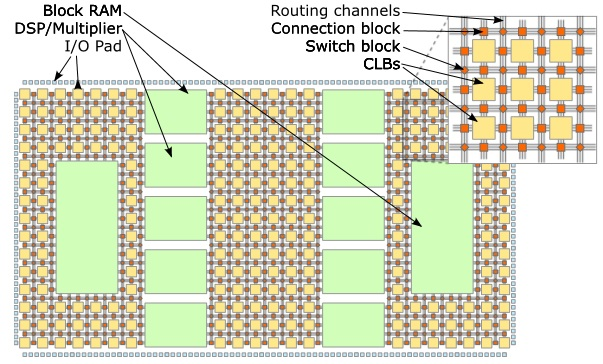 Block RAM
DSP/Multiplier
I/O Pad
Routing channels
Connection block
Switch block
CLBs